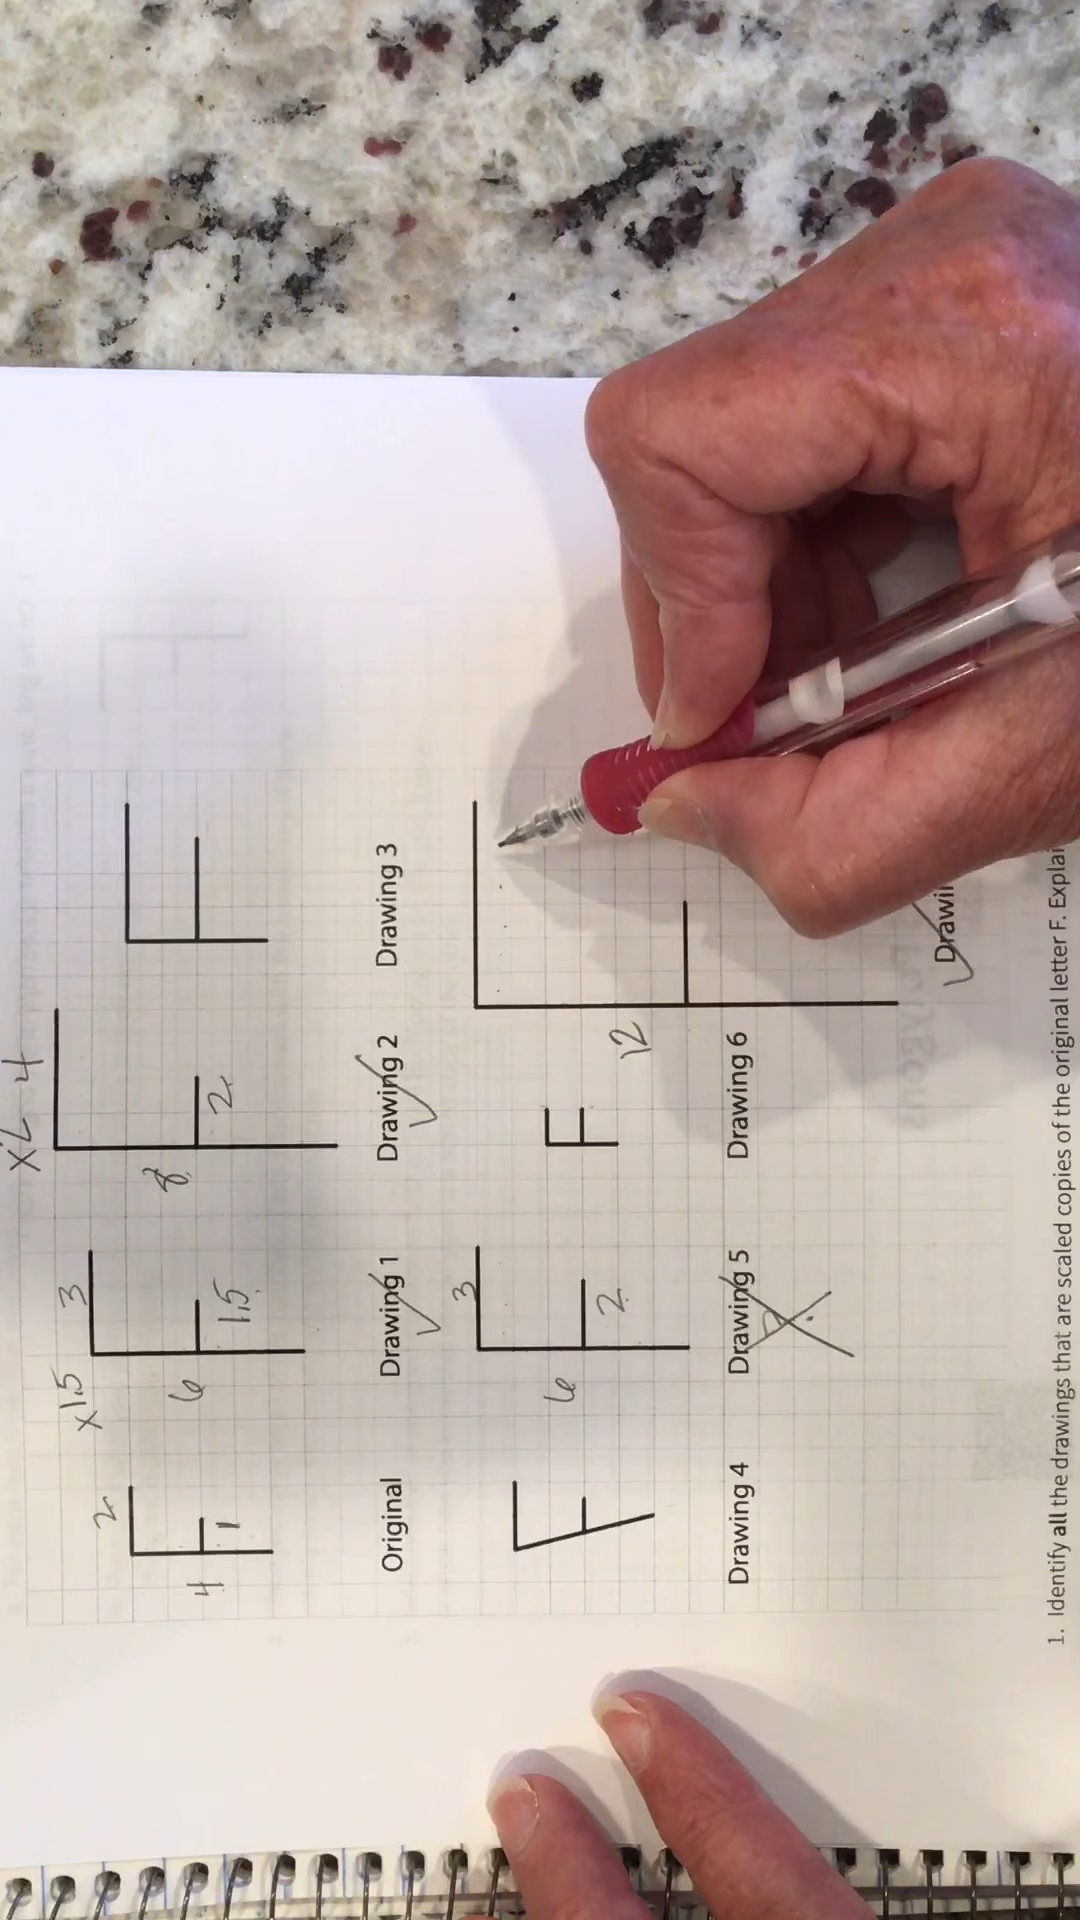 x1.5
x2
2
3
4
4
1
6
1.5
8
2
Original
Drawing 1
Drawing 2
Drawing 3
3
6
2
12
Drawing 4
Drawing 5
Drawing 6
1. Identify all the drawings that are scaled copies of the original letter F.